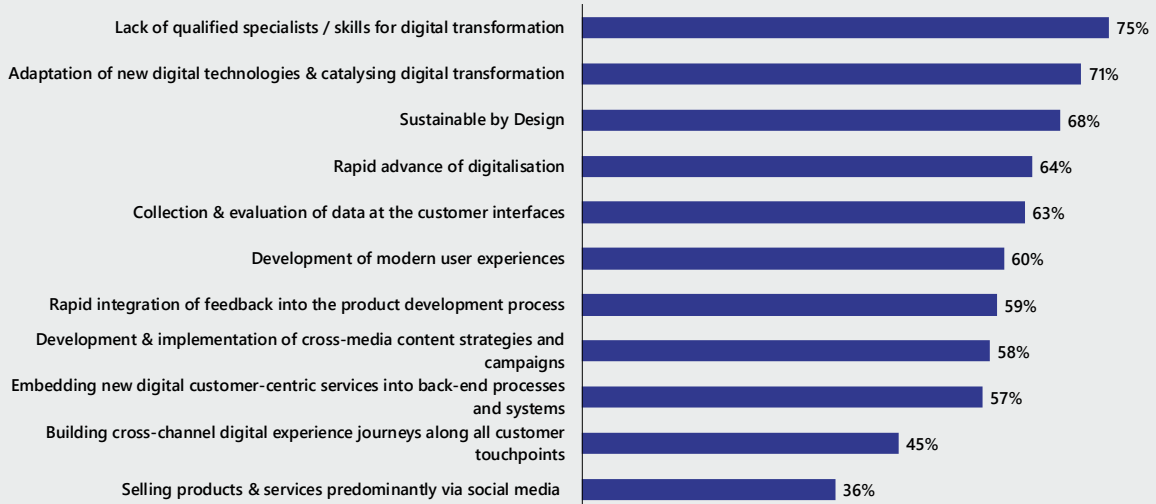 Lack of qualified specialists / skills for digital transformation
75%
Adaptation of new digital technologies & catalysing digital transformation
71%
Sustainable by Design
68%
Rapid advance of digitalisation
64%
Collection & evaluation of data at the customer interfaces
63%
Development of modern user experiences
60%
Rapid integration of feedback into the product development process
59%
Development & implementation of cross-media content strategies and
campaigns
58%
Embedding new digital customer-centric services into back-end processes
and systems
57%
Building cross-channel digital experience journeys along all customer
touchpoints
45%
Selling products & services predominantly via social media
36%